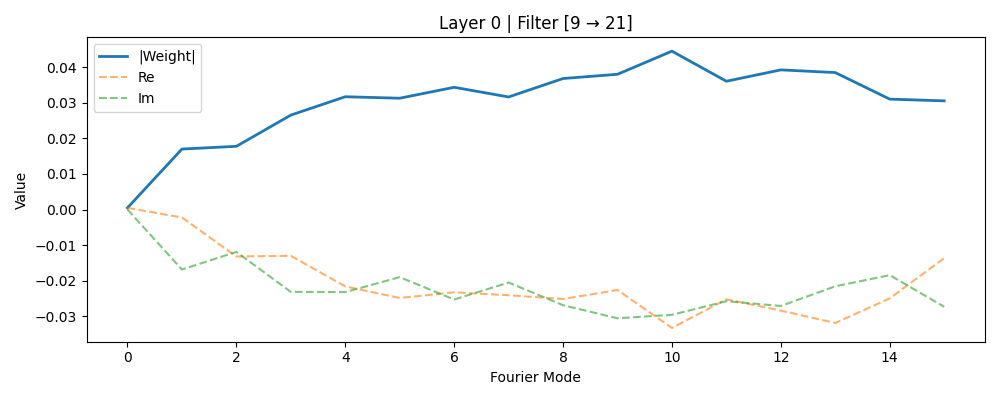 Layer 0 | Filter [9 → 21]
|Weight|
Re
Im
0.04
0.03
0.02
0.01
0.00
−0.01
−0.02
−0.03
Value
0 2 4 6 8 10 12 14
Fourier Mode